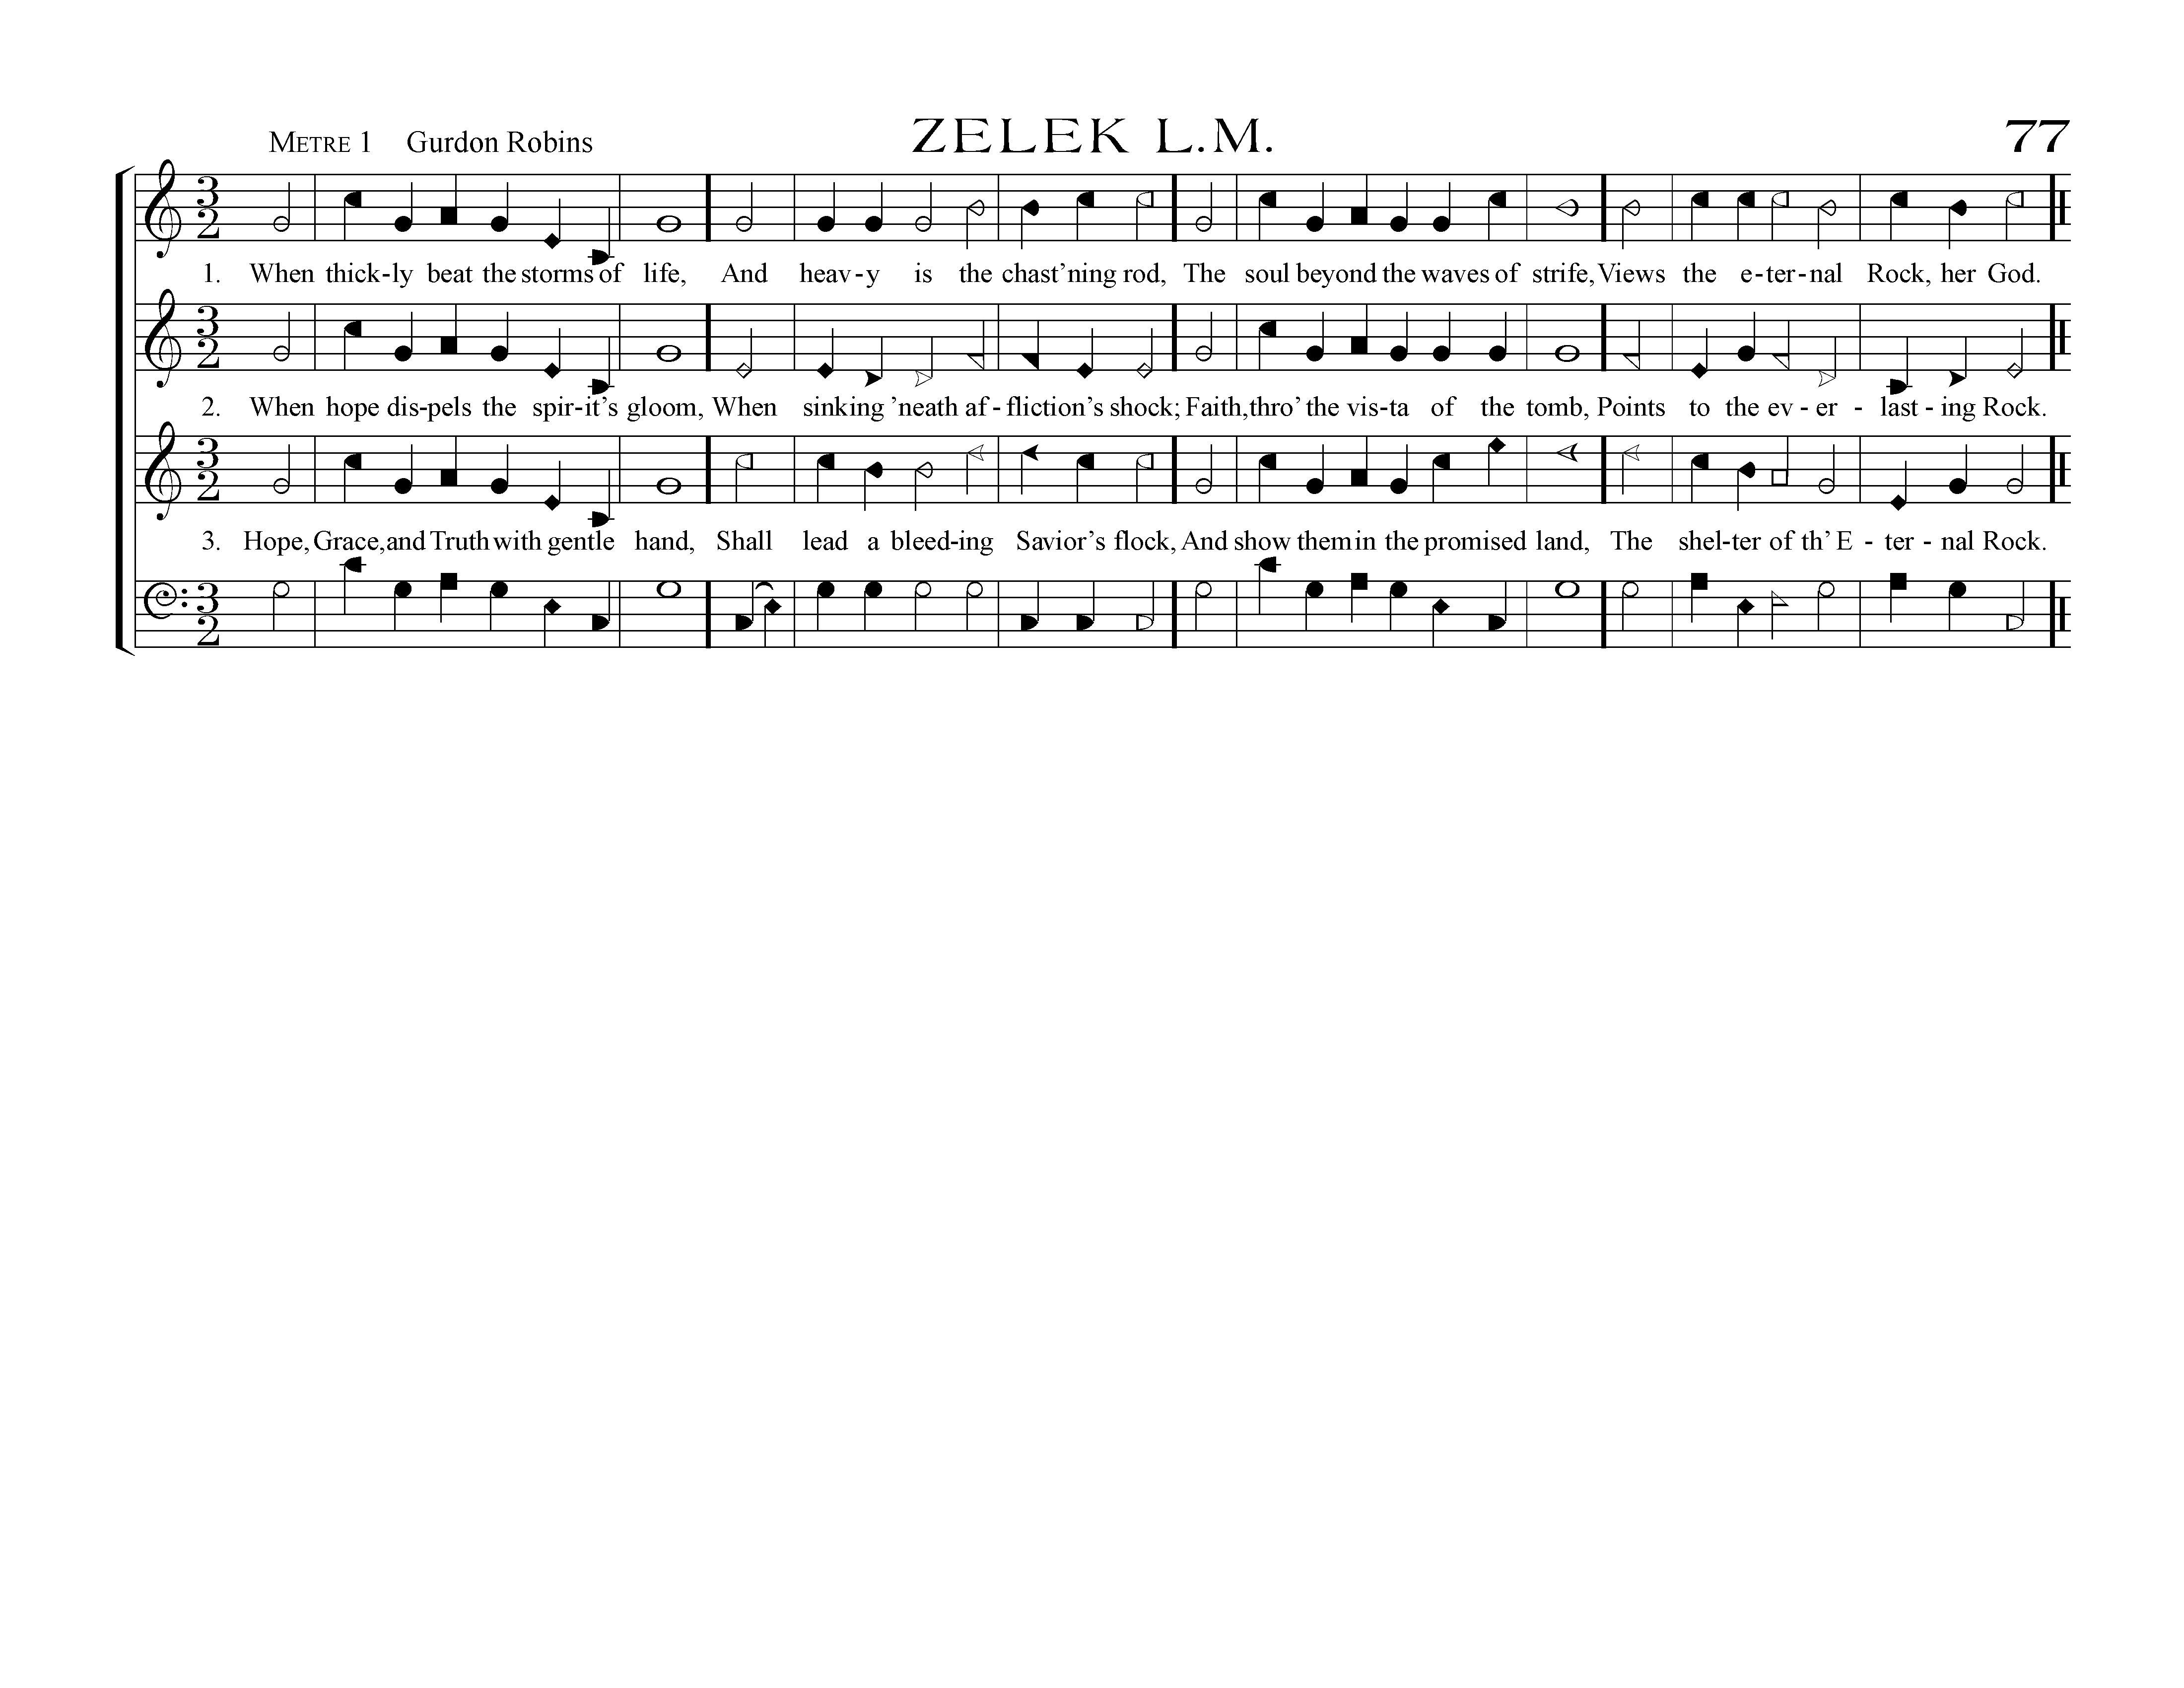 METRE 1 Gurdon Robins ZELEK L.M. 77
1. When thick-ly beat the storms of life, And heav-y is the chast’ning rod, The soul beyond the waves of strife, Views the e-ter-nal Rock, her God.
2. When hope dis-pels the spir-it’s gloom, When sinking ’neath af-fliction’s shock; Faith, thro’ the vis-ta of the tomb, Points to the ev-er-last-ing Rock.
3. Hope, Grace, and Truth with gentle hand, Shall lead a bleed-ing Savior’s flock, And show them in the promised land, The shel-ter of th’ E-ter-nal Rock.